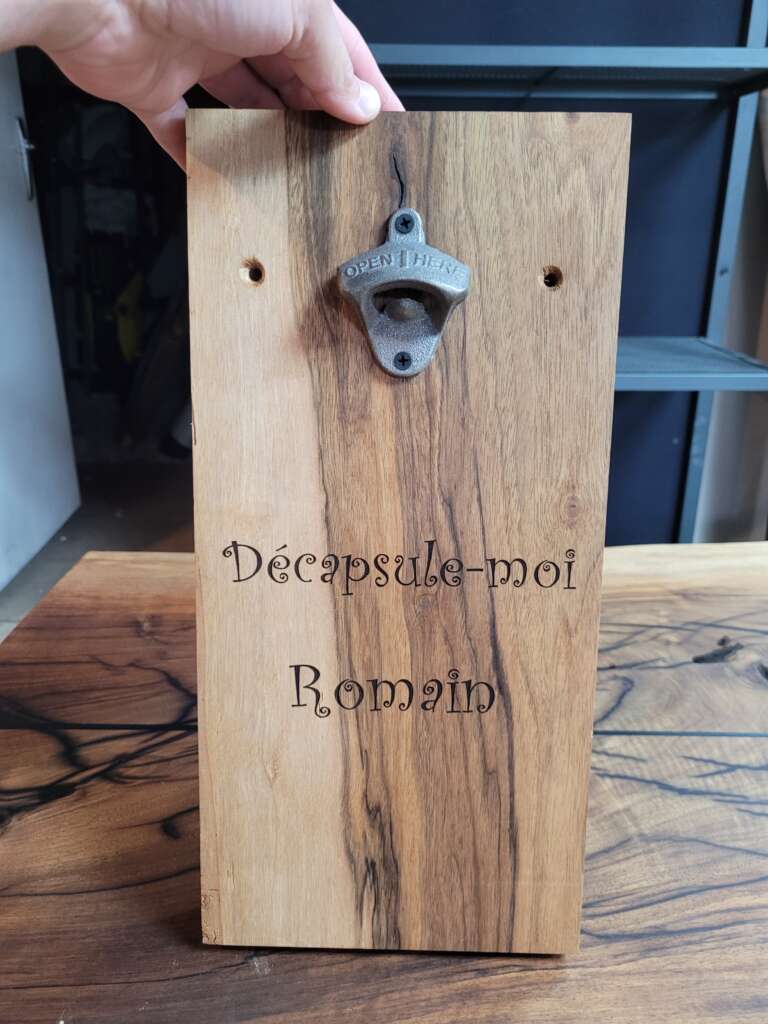 OPEN HERE
Décapsule-moi
Romain